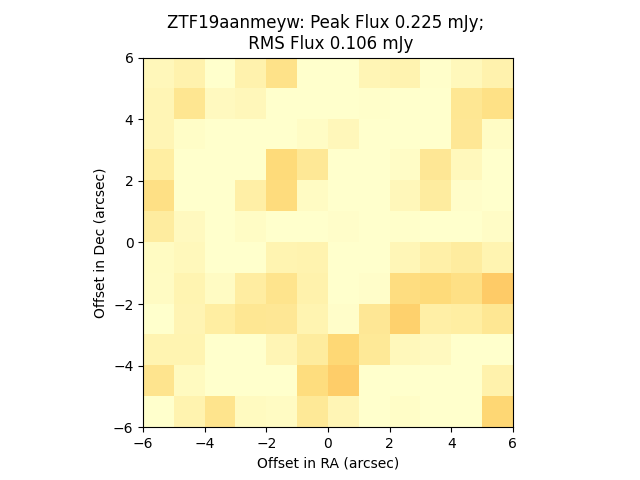 ZTF19aanmeyw: Peak Flux 0.225 mJy;
RMS Flux 0.106 mJy
6
4
2
0
−2
−4
−6
Offset in Dec (arcsec)
−6 −4 −2 0 2 4 6
Offset in RA (arcsec)